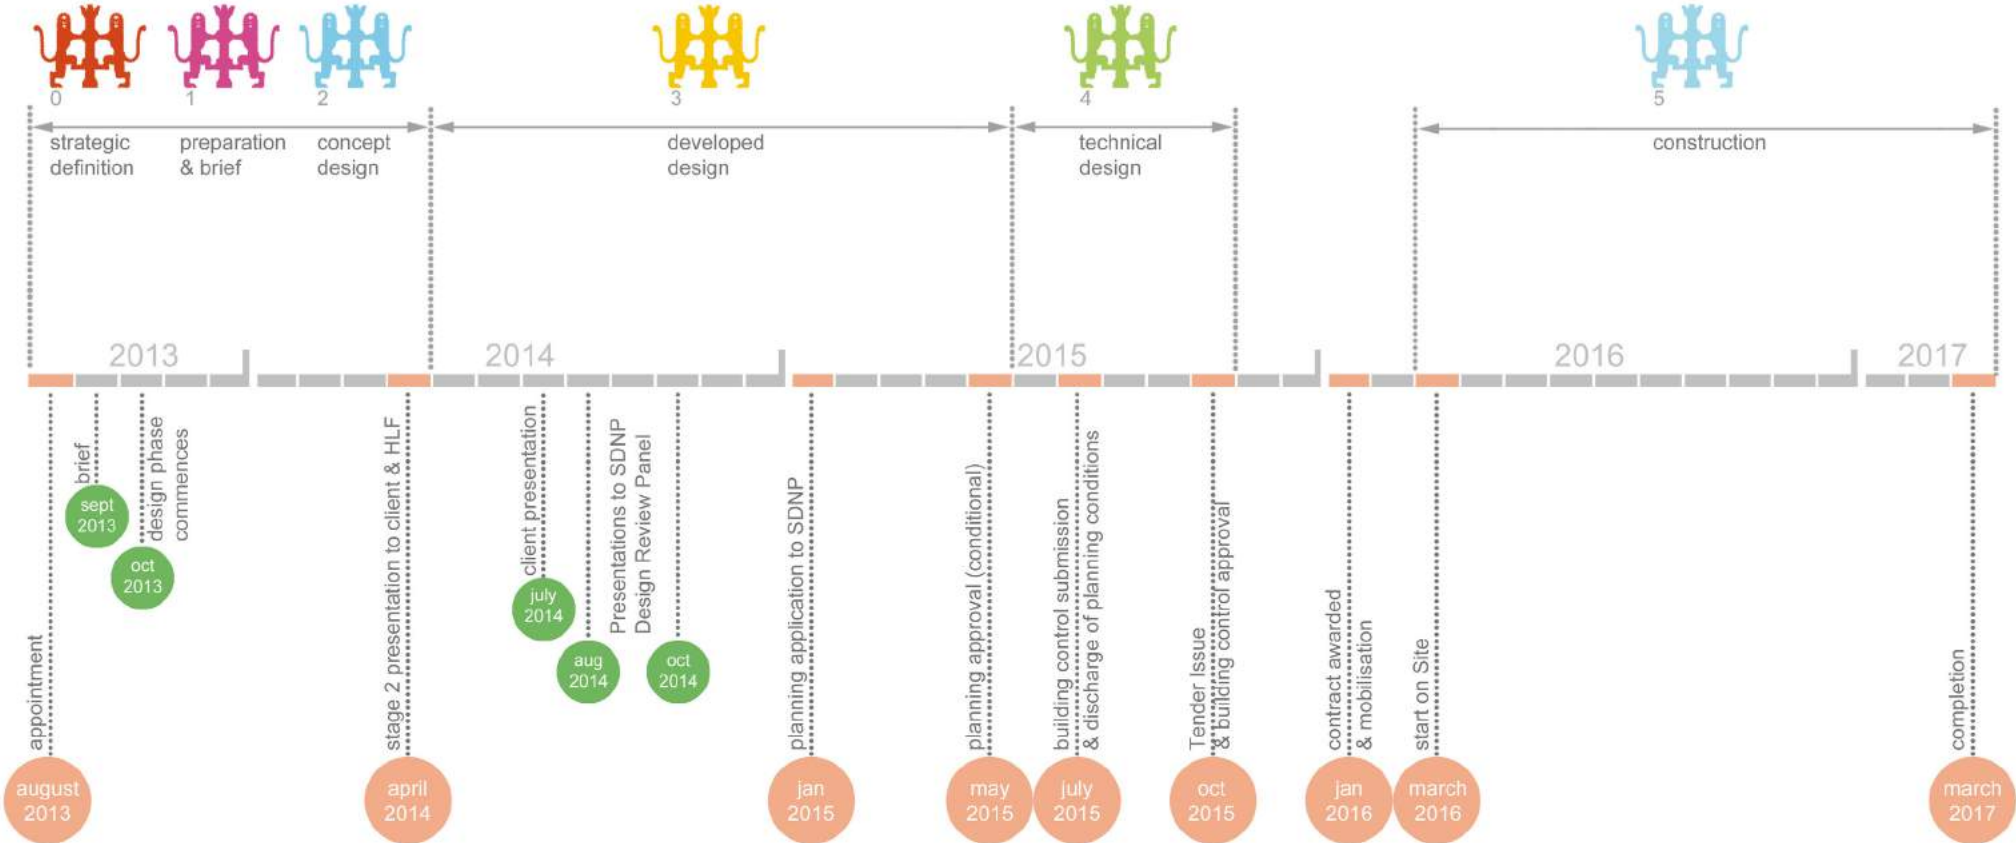 0
1
2
3
4
5
strategic
definition
preparation
& brief
concept
design
developed
design
technical
design
construction
2013
2014
2015
2016
2017
appointment
august
2013
brief
sept
2013
design phase
commences
oct
2013
stage 2 presentation to client & HLF
april
2014
client presentation
july
2014
Presentations to SDNP
Design Review Panel
aug
2014
oct
2014
planning application to SDNP
jan
2015
planning approval (conditional)
may
2015
building control submission
& discharge of planning conditions
july
2015
Tender Issue
& building control approval
oct
2015
contract awarded
& mobilisation
jan
2016
start on Site
march
2016
completion
march
2017